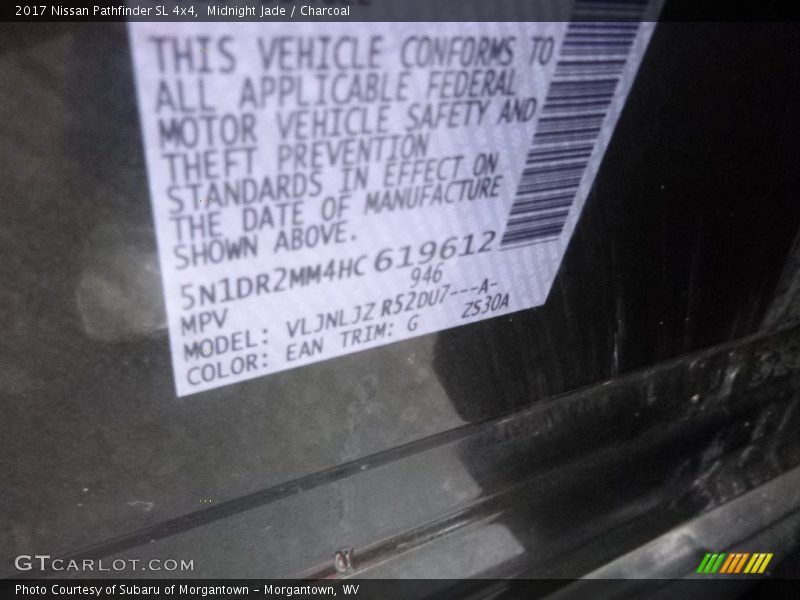 2017 Nissan Pathfinder SL 4x4, Midnight Jade / Charcoal
THIS VEHICLE CONFORMS TO
ALL APPLICABLE FEDERAL
MOTOR VEHICLE SAFETY AND
THEFT PREVENTION
STANDARDS IN EFFECT ON
THE DATE OF MANUFACTURE
SHOWN ABOVE.
5N1DR2MM4HC 619612
MPV 946
MODEL: VLJNLJZ R52DU7---A-
COLOR: EAN TRIM: G ZS30A
GTCARLOT.COM
Photo Courtesy of Subaru of Morgantown - Morgantown, WV